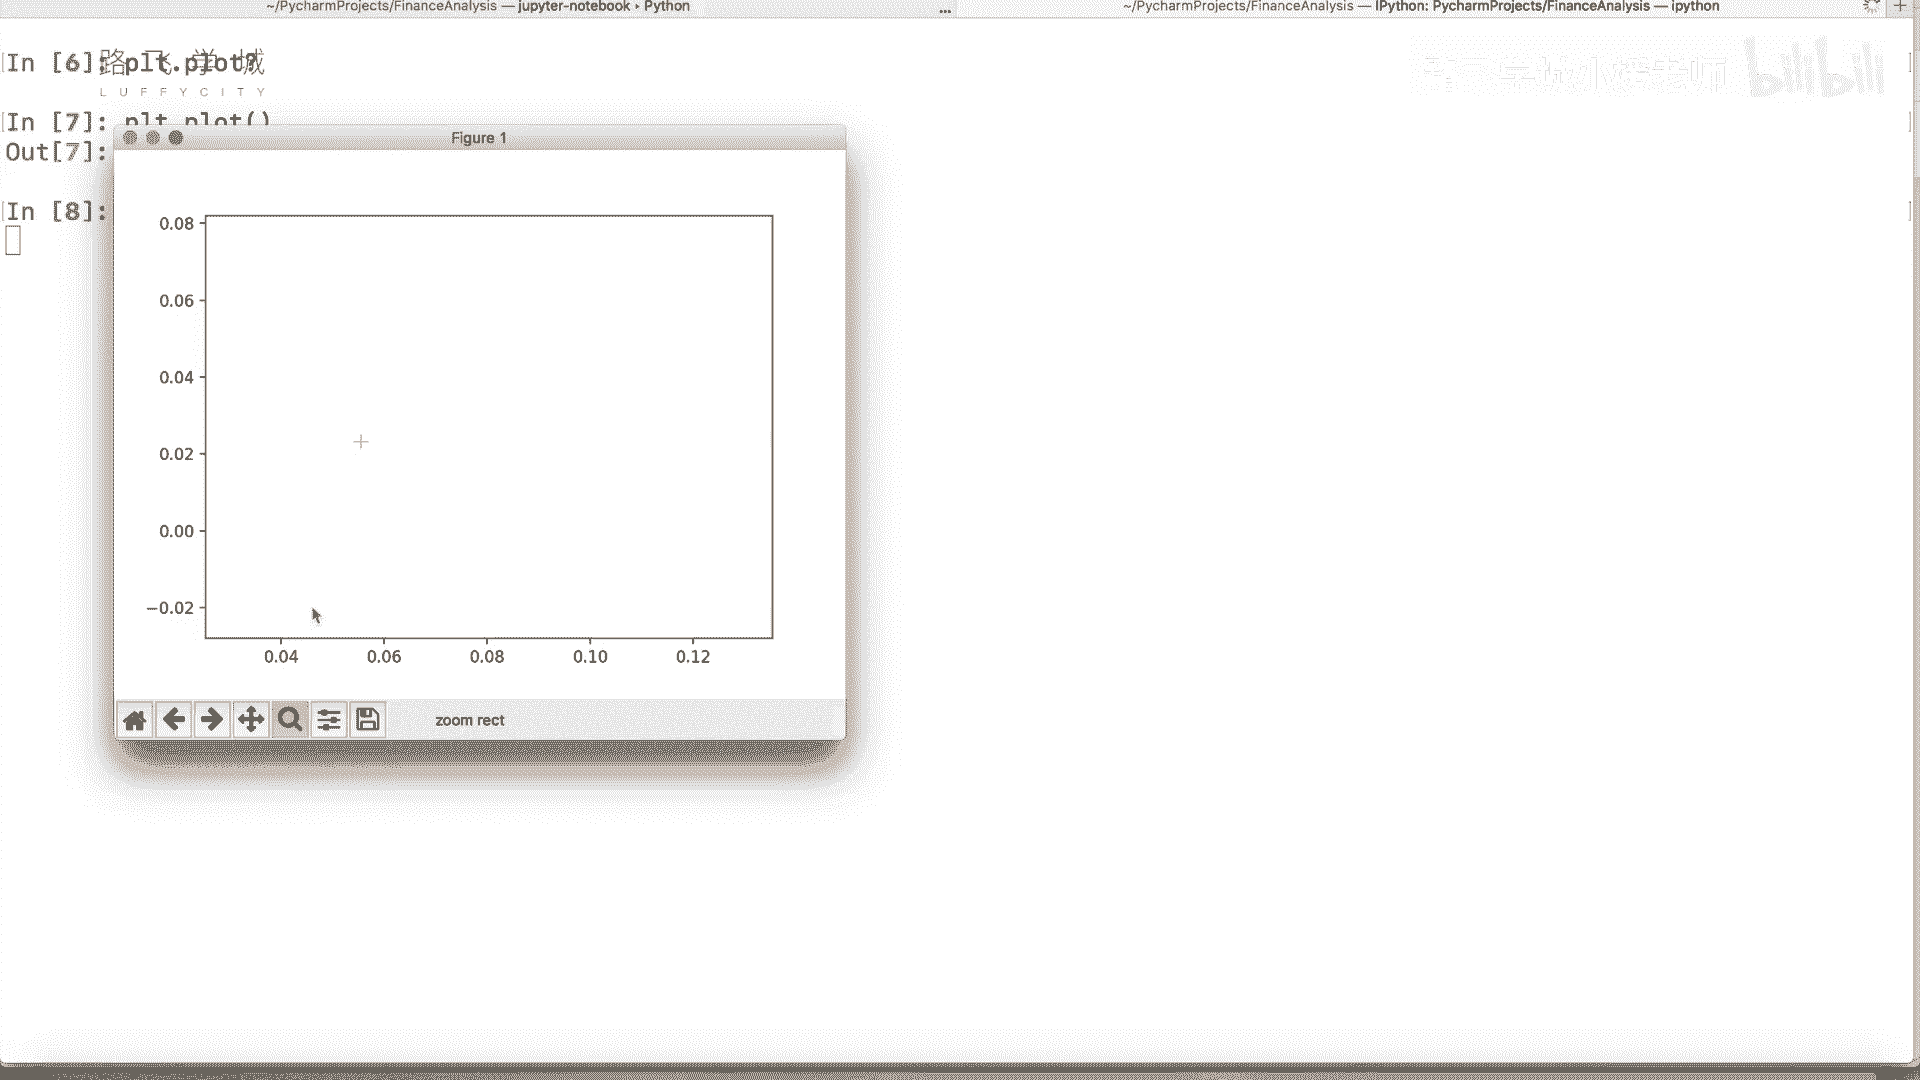 ~/PycharmProjects/FinanceAnalysis — jupyter-notebook ▸ Python
~/PycharmProjects/FinanceAnalysis — IPython: PycharmProjects/FinanceAnalysis — ipython
In [6]: plt.plot?
路飞学城
LUFFYCITY
bilibili
In [7]: plt.plot()
Out[7]:
In [8]:
Figure 1
0.08
0.06
0.04
0.02
0.00
−0.02
0.04 0.06 0.08 0.10 0.12
zoom rect